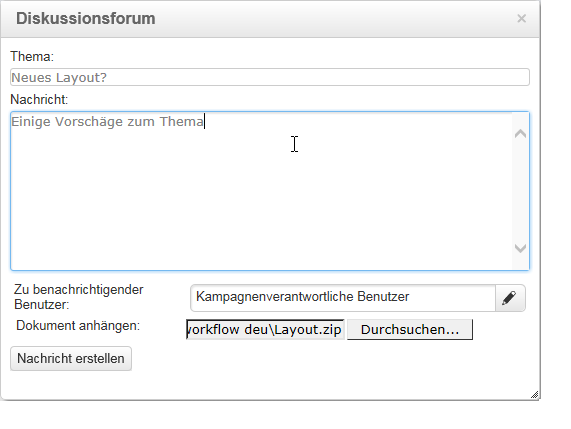 Diskussionsforum ×
Thema:
Neues Layout?
Nachricht:
Einige Vorschäge zum Thema
Zu benachrichtigender
Benutzer:
Kampagnenverantwortliche Benutzer
Dokument anhängen:
workflow deu\Layout.zip
Durchsuchen...
Nachricht erstellen